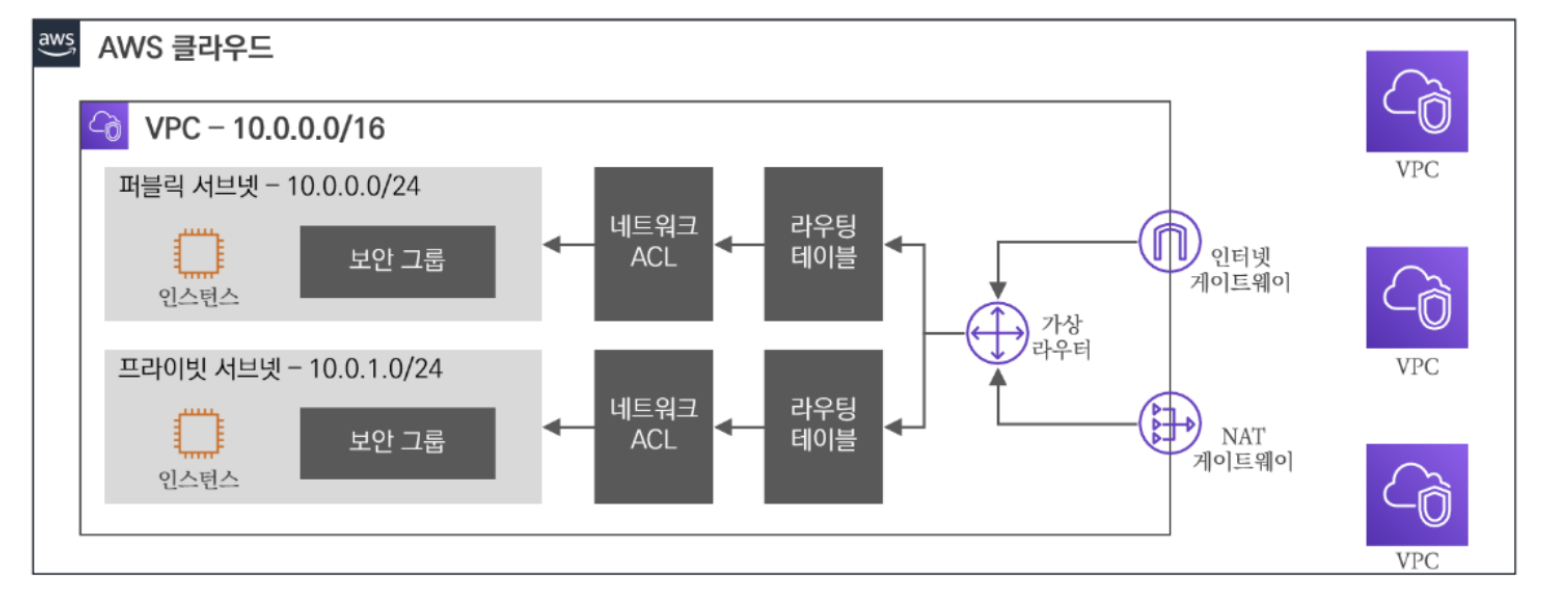 aws
AWS 클라우드
VPC
VPC – 10.0.0.0/16
퍼블릭 서브넷 – 10.0.0.0/24
인스턴스
보안 그룹
네트워크
ACL
라우팅
테이블
인터넷
게이트웨이
가상
라우터
VPC
프라이빗 서브넷 – 10.0.1.0/24
인스턴스
보안 그룹
네트워크
ACL
라우팅
테이블
NAT
게이트웨이
VPC